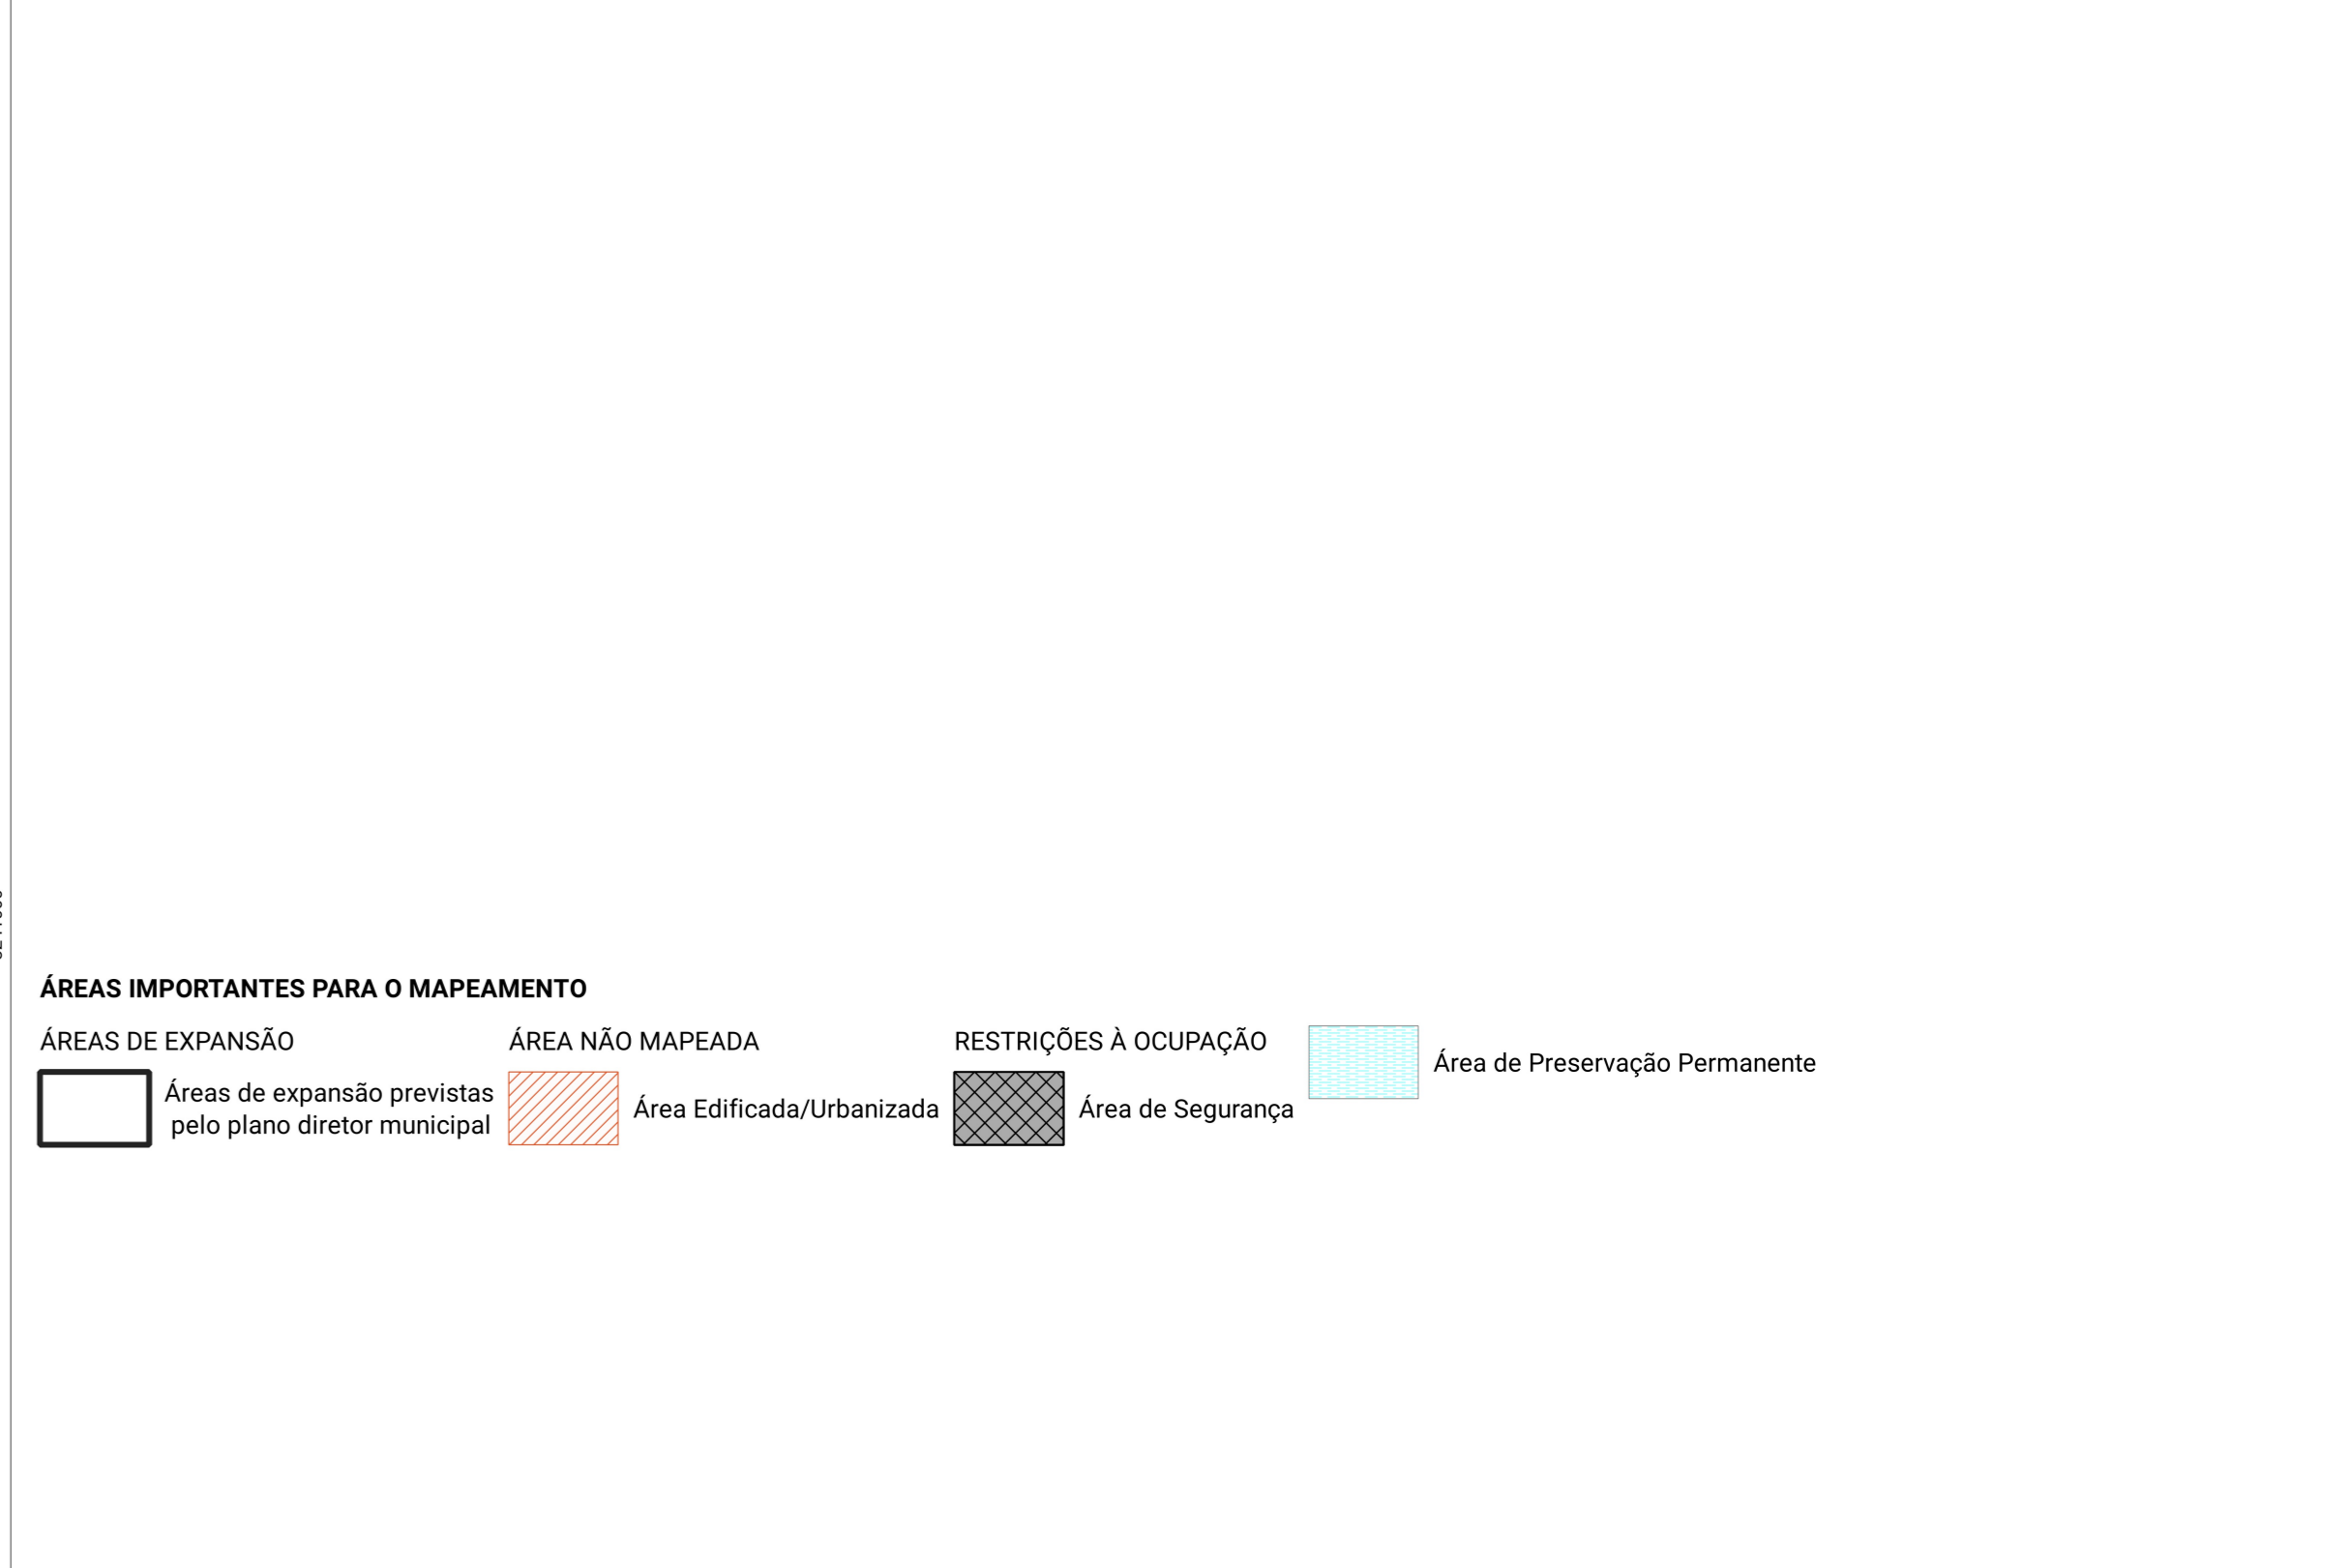 ÁREAS IMPORTANTES PARA O MAPEAMENTO
ÁREAS DE EXPANSÃO
Áreas de expansão previstas
pelo plano diretor municipal
ÁREA NÃO MAPEADA
Área Edificada/Urbanizada
RESTRIÇÕES À OCUPAÇÃO
Área de Segurança
Área de Preservação Permanente